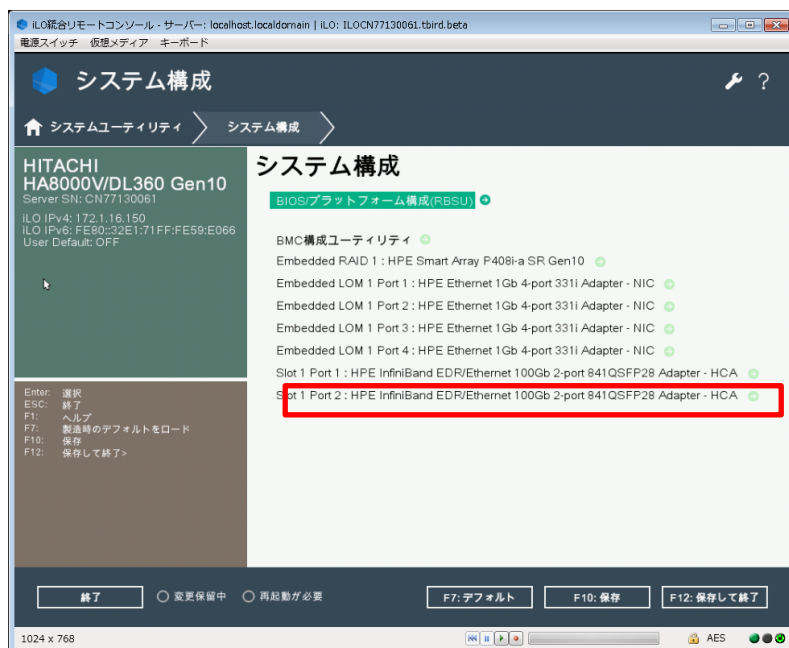 iLO統合リモートコンソール - サーバー: localhost.localdomain | iLO: ILOCN77130061.tbird.beta
電源スイッチ 仮想メディア キーボード
システム構成
?
システムユーティリティ システム構成
HITACHI
HA8000V/DL360 Gen10
Server SN: CN77130061
iLO IPv4: 172.1.16.150
iLO IPv6: FE80::32E1:71FF:FE59:E066
User Default: OFF
Enter: 選択
ESC: 終了
F1: ヘルプ
F7: 製造時のデフォルトをロード
F10: 保存
F12: 保存して終了>
システム構成
BIOS/プラットフォーム構成(RBSU)
BMC構成ユーティリティ
Embedded RAID 1 : HPE Smart Array P408i-a SR Gen10
Embedded LOM 1 Port 1 : HPE Ethernet 1Gb 4-port 331i Adapter - NIC
Embedded LOM 1 Port 2 : HPE Ethernet 1Gb 4-port 331i Adapter - NIC
Embedded LOM 1 Port 3 : HPE Ethernet 1Gb 4-port 331i Adapter - NIC
Embedded LOM 1 Port 4 : HPE Ethernet 1Gb 4-port 331i Adapter - NIC
Slot 1 Port 1 : HPE InfiniBand EDR/Ethernet 100Gb 2-port 841QSFP28 Adapter - HCA
Slot 1 Port 2 : HPE InfiniBand EDR/Ethernet 100Gb 2-port 841QSFP28 Adapter - HCA
終了 変更保留中 再起動が必要 F7: デフォルト F10: 保存 F12: 保存して終了
1024 x 768 AES